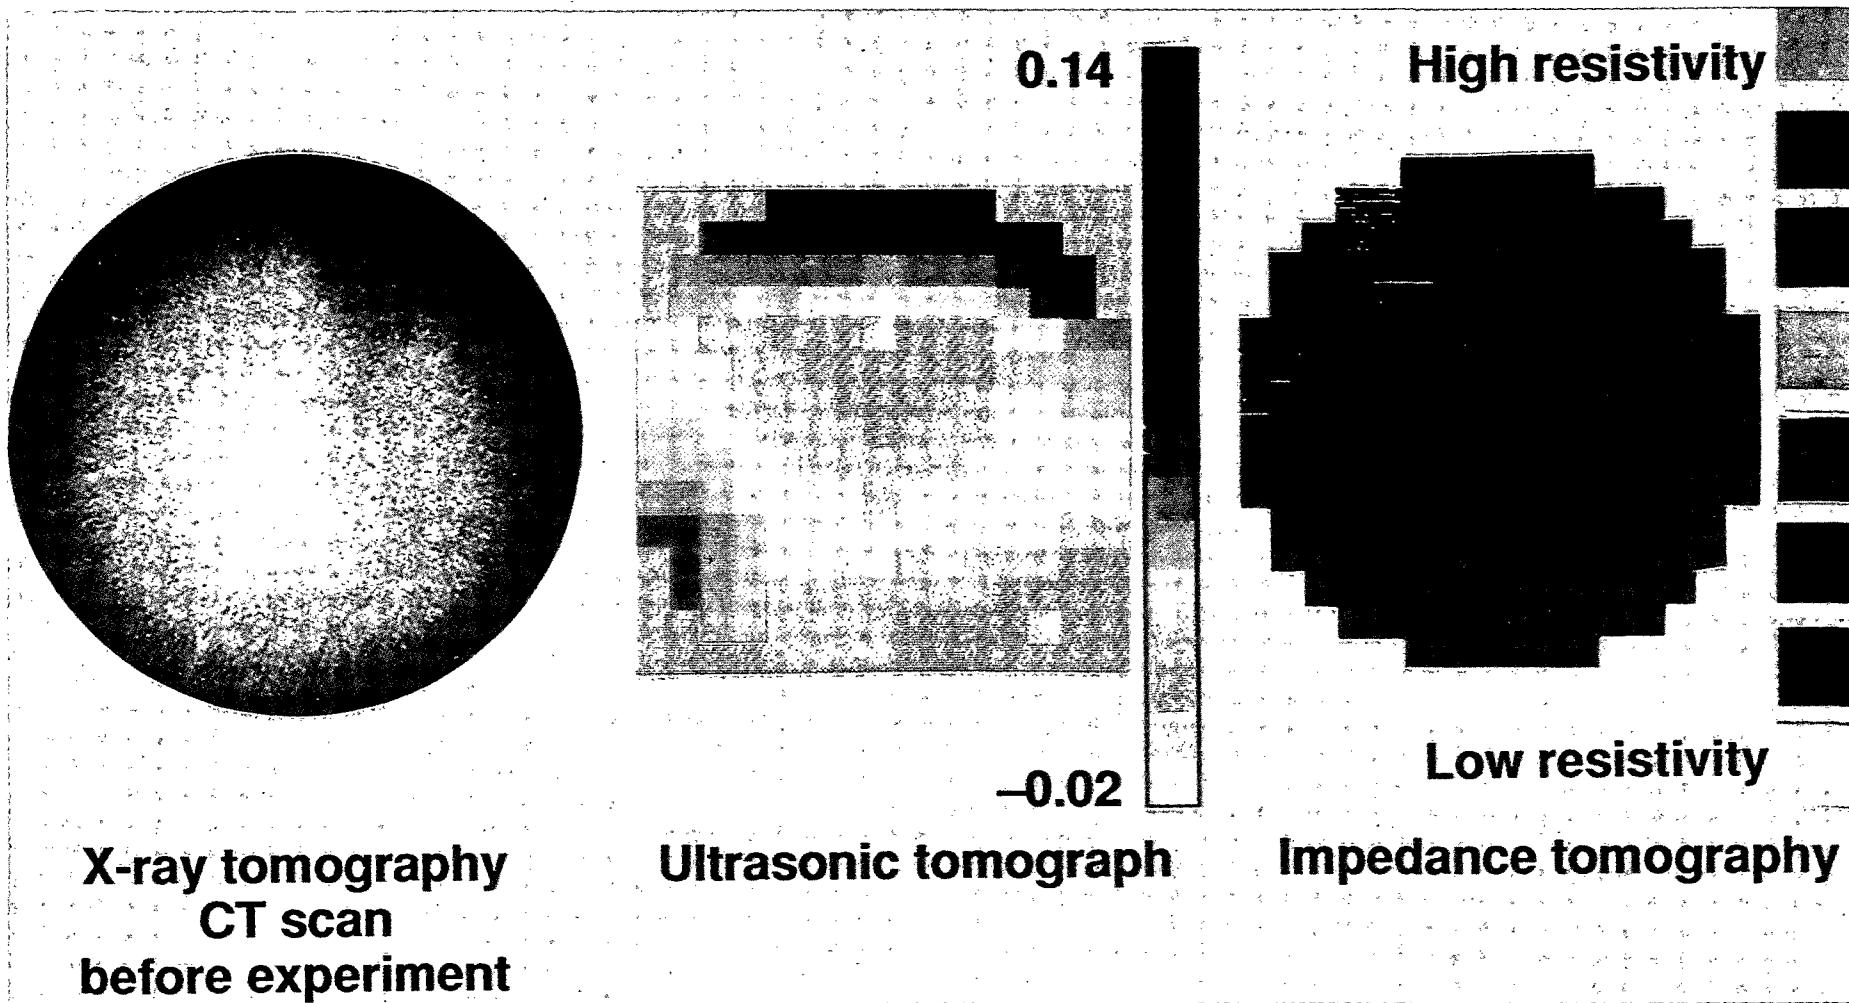 0.14
High resistivity
–0.02
Low resistivity
X-ray tomography
CT scan
before experiment
Ultrasonic tomograph
Impedance tomography